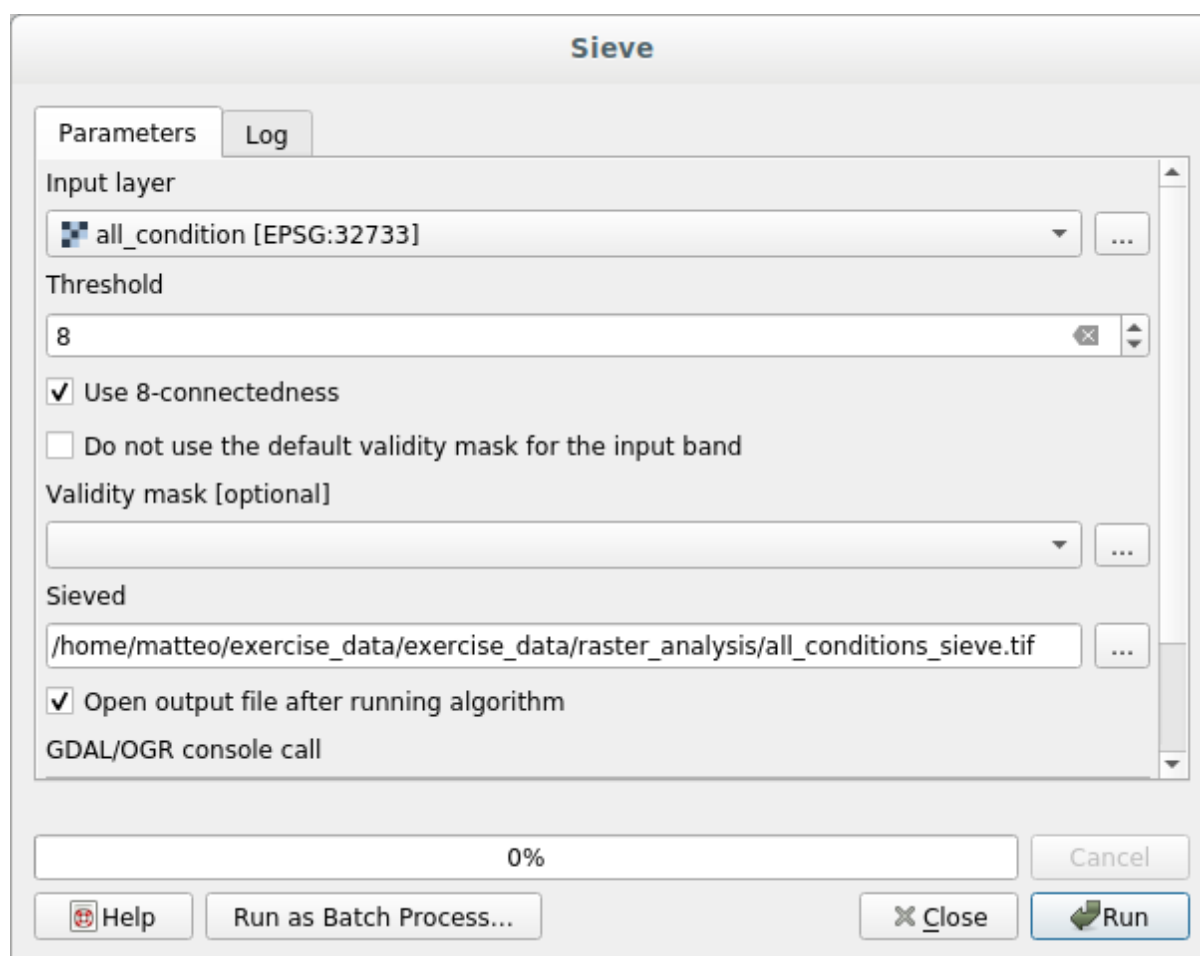 Sieve
Parameters Log
Input layer
all_condition [EPSG:32733] ...
Threshold
8
Use 8-connectedness
Do not use the default validity mask for the input band
Validity mask [optional]
...
Sieved
/home/matteo/exercise_data/exercise_data/raster_analysis/all_conditions_sieve.tif ...
Open output file after running algorithm
GDAL/OGR console call
0% Cancel
Help Run as Batch Process... Close Run